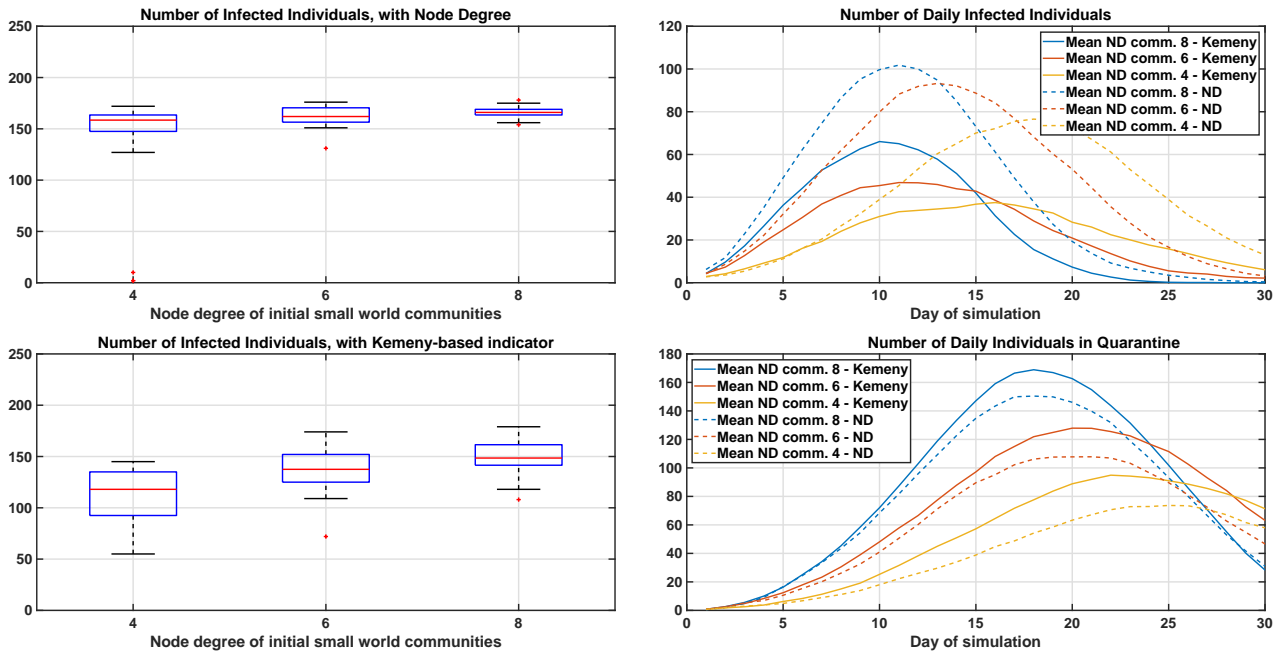 Number of Infected Individuals, with Node Degree
250
200
150
100
50
0
4
6
8
Node degree of initial small world communities
Number of Daily Infected Individuals
120
100
80
60
40
20
0
0
5
10
15
20
25
30
Day of simulation
Mean ND comm. 8 - Kemeny
Mean ND comm. 6 - Kemeny
Mean ND comm. 4 - Kemeny
Mean ND comm. 8 - ND
Mean ND comm. 6 - ND
Mean ND comm. 4 - ND
Number of Infected Individuals, with Kemeny-based indicator
250
200
150
100
50
0
4
6
8
Node degree of initial small world communities
Number of Daily Individuals in Quarantine
180
160
140
120
100
80
60
40
20
0
0
5
10
15
20
25
30
Day of simulation
Mean ND comm. 8 - Kemeny
Mean ND comm. 6 - Kemeny
Mean ND comm. 4 - Kemeny
Mean ND comm. 8 - ND
Mean ND comm. 6 - ND
Mean ND comm. 4 - ND